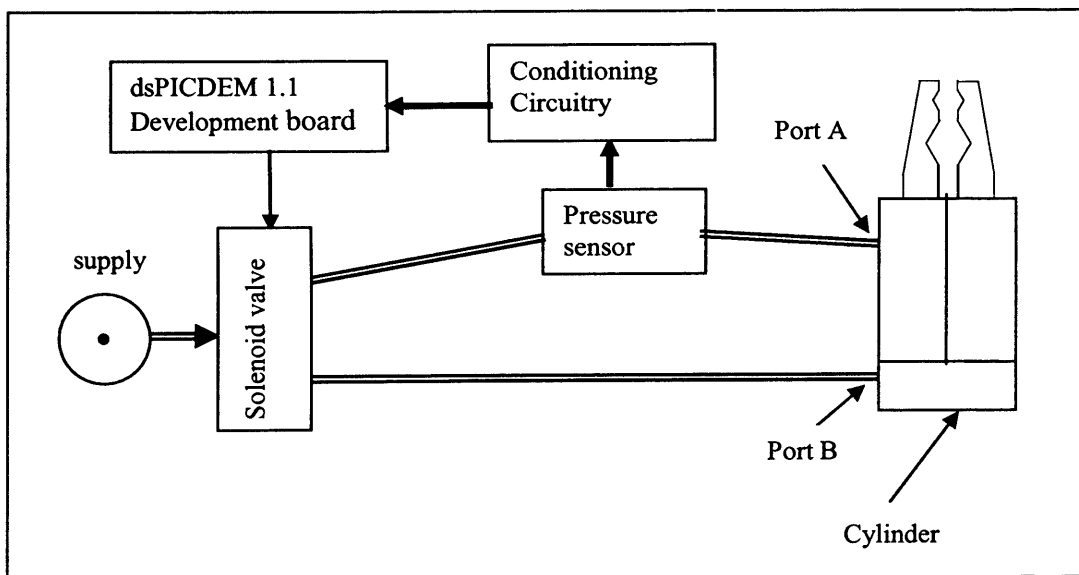 dsPICDEM 1.1
Development board
Conditioning
Circuitry
Port A
Pressure
sensor
supply
Solenoid valve
Port B
Cylinder